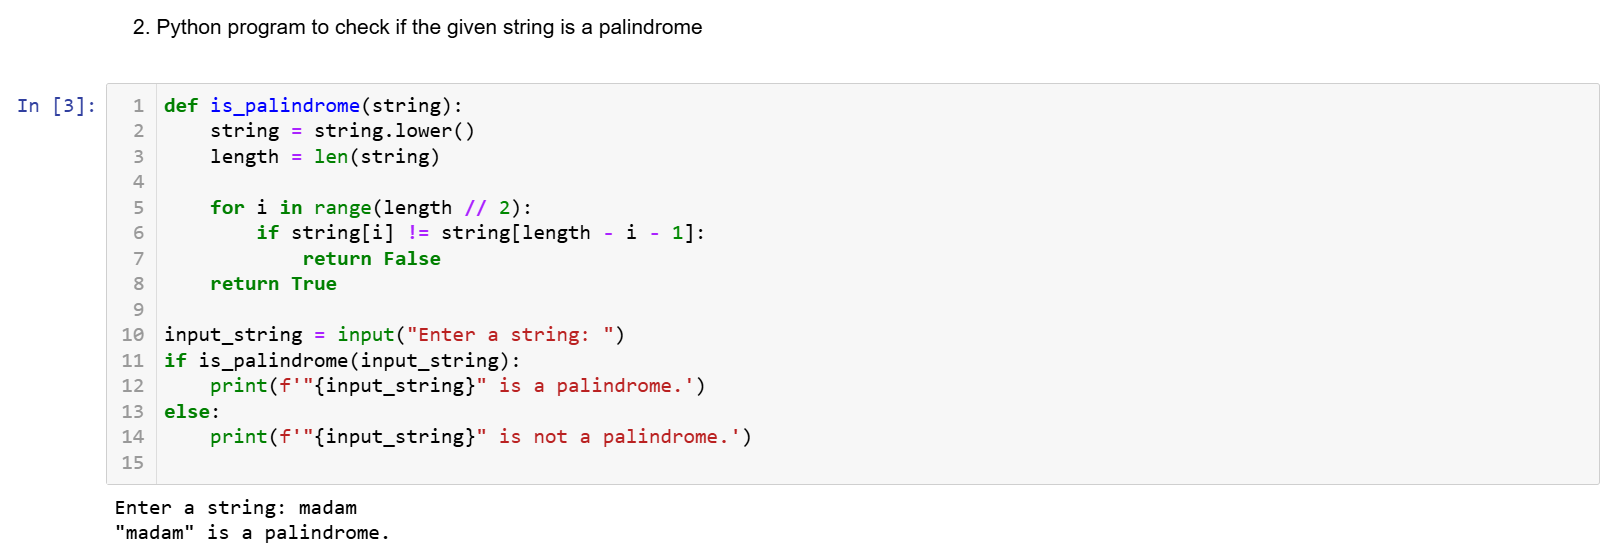 2. Python program to check if the given string is a palindrome
In [3]:
1 def is_palindrome(string):
2     string = string.lower()
3     length = len(string)
4
5     for i in range(length // 2):
6         if string[i] != string[length - i - 1]:
7             return False
8     return True
9
10 input_string = input("Enter a string: ")
11 if is_palindrome(input_string):
12     print(f'"{input_string}" is a palindrome.')
13 else:
14     print(f'"{input_string}" is not a palindrome.')
15
Enter a string: madam
"madam" is a palindrome.